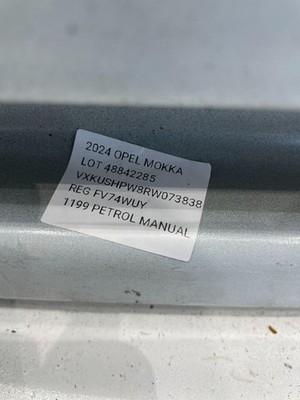 2024 OPEL MOKKA
LOT 48842285
VXKUSHPW8RW073838
REG FV74WUY
1199 PETROL MANUAL